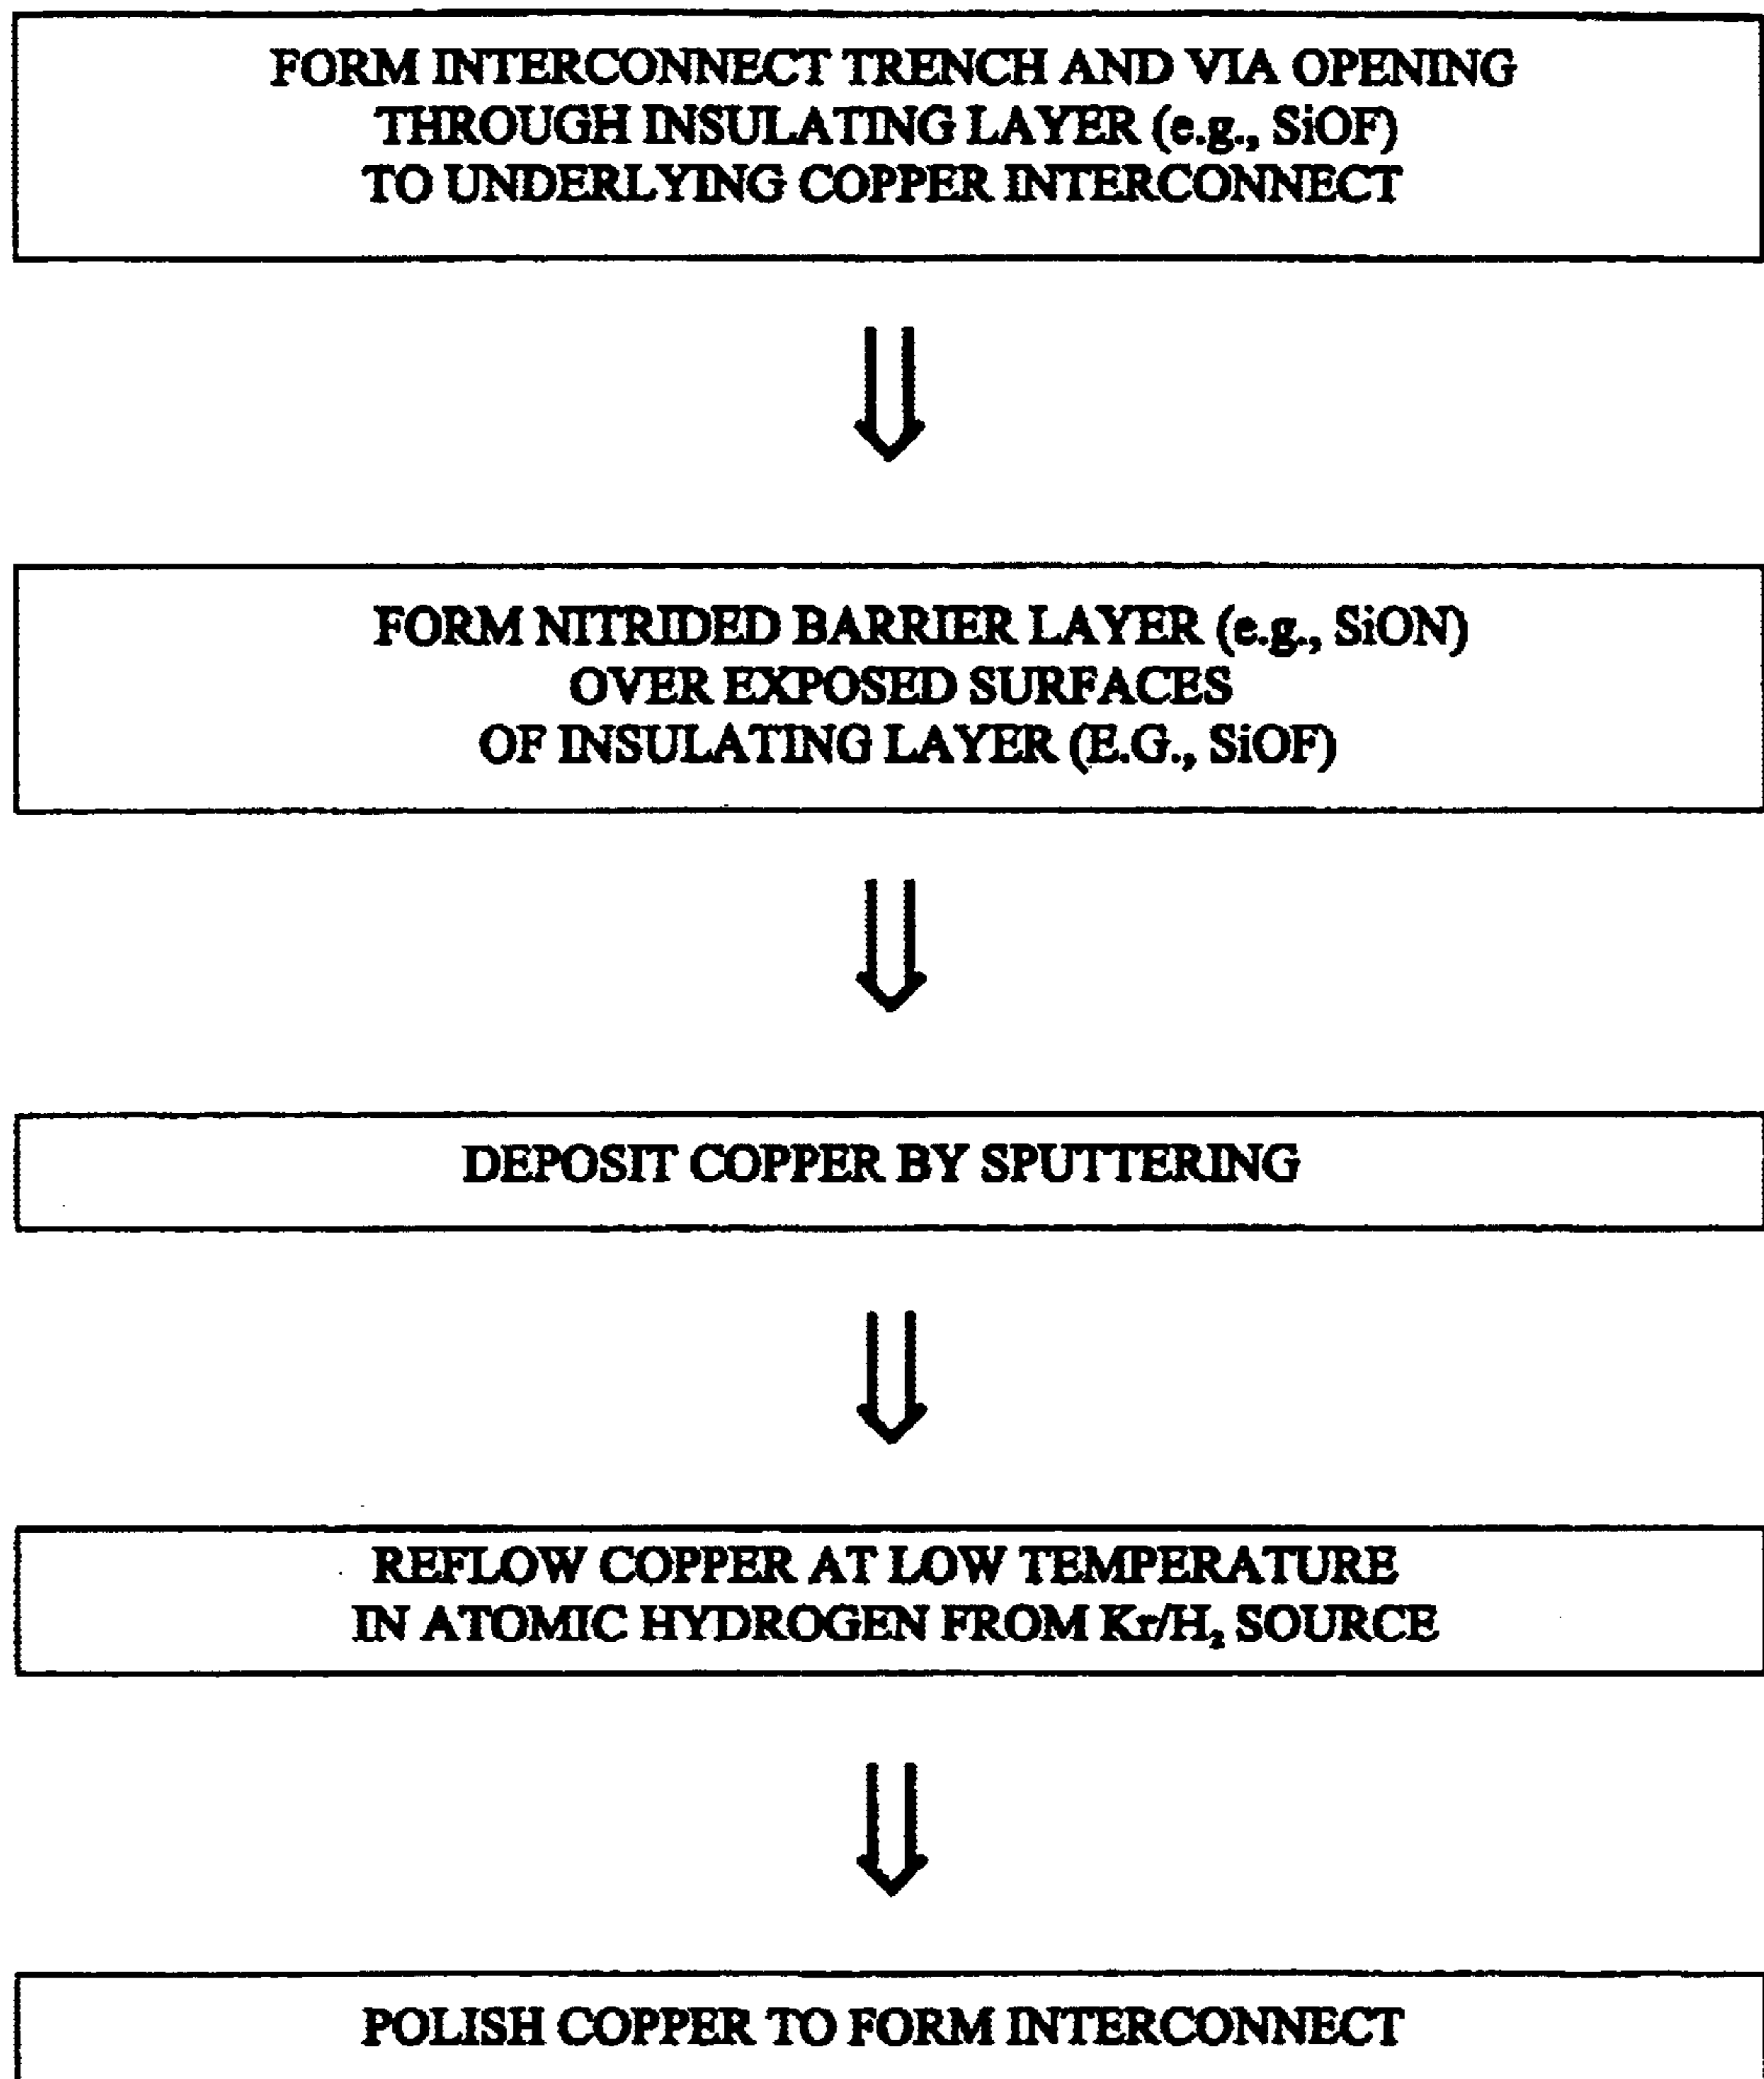 FORM INTERCONNECT TRENCH AND VIA OPENING
THROUGH INSULATING LAYER (e.g., SiOF)
TO UNDERLYING COPPER INTERCONNECT
FORM NITRIDED BARRIER LAYER (e.g., SiON)
OVER EXPOSED SURFACES
OF INSULATING LAYER (E.G., SiOF)
DEPOSIT COPPER BY SPUTTERING
REFLOW COPPER AT LOW TEMPERATURE
IN ATOMIC HYDROGEN FROM Kr/H₂ SOURCE
POLISH COPPER TO FORM INTERCONNECT